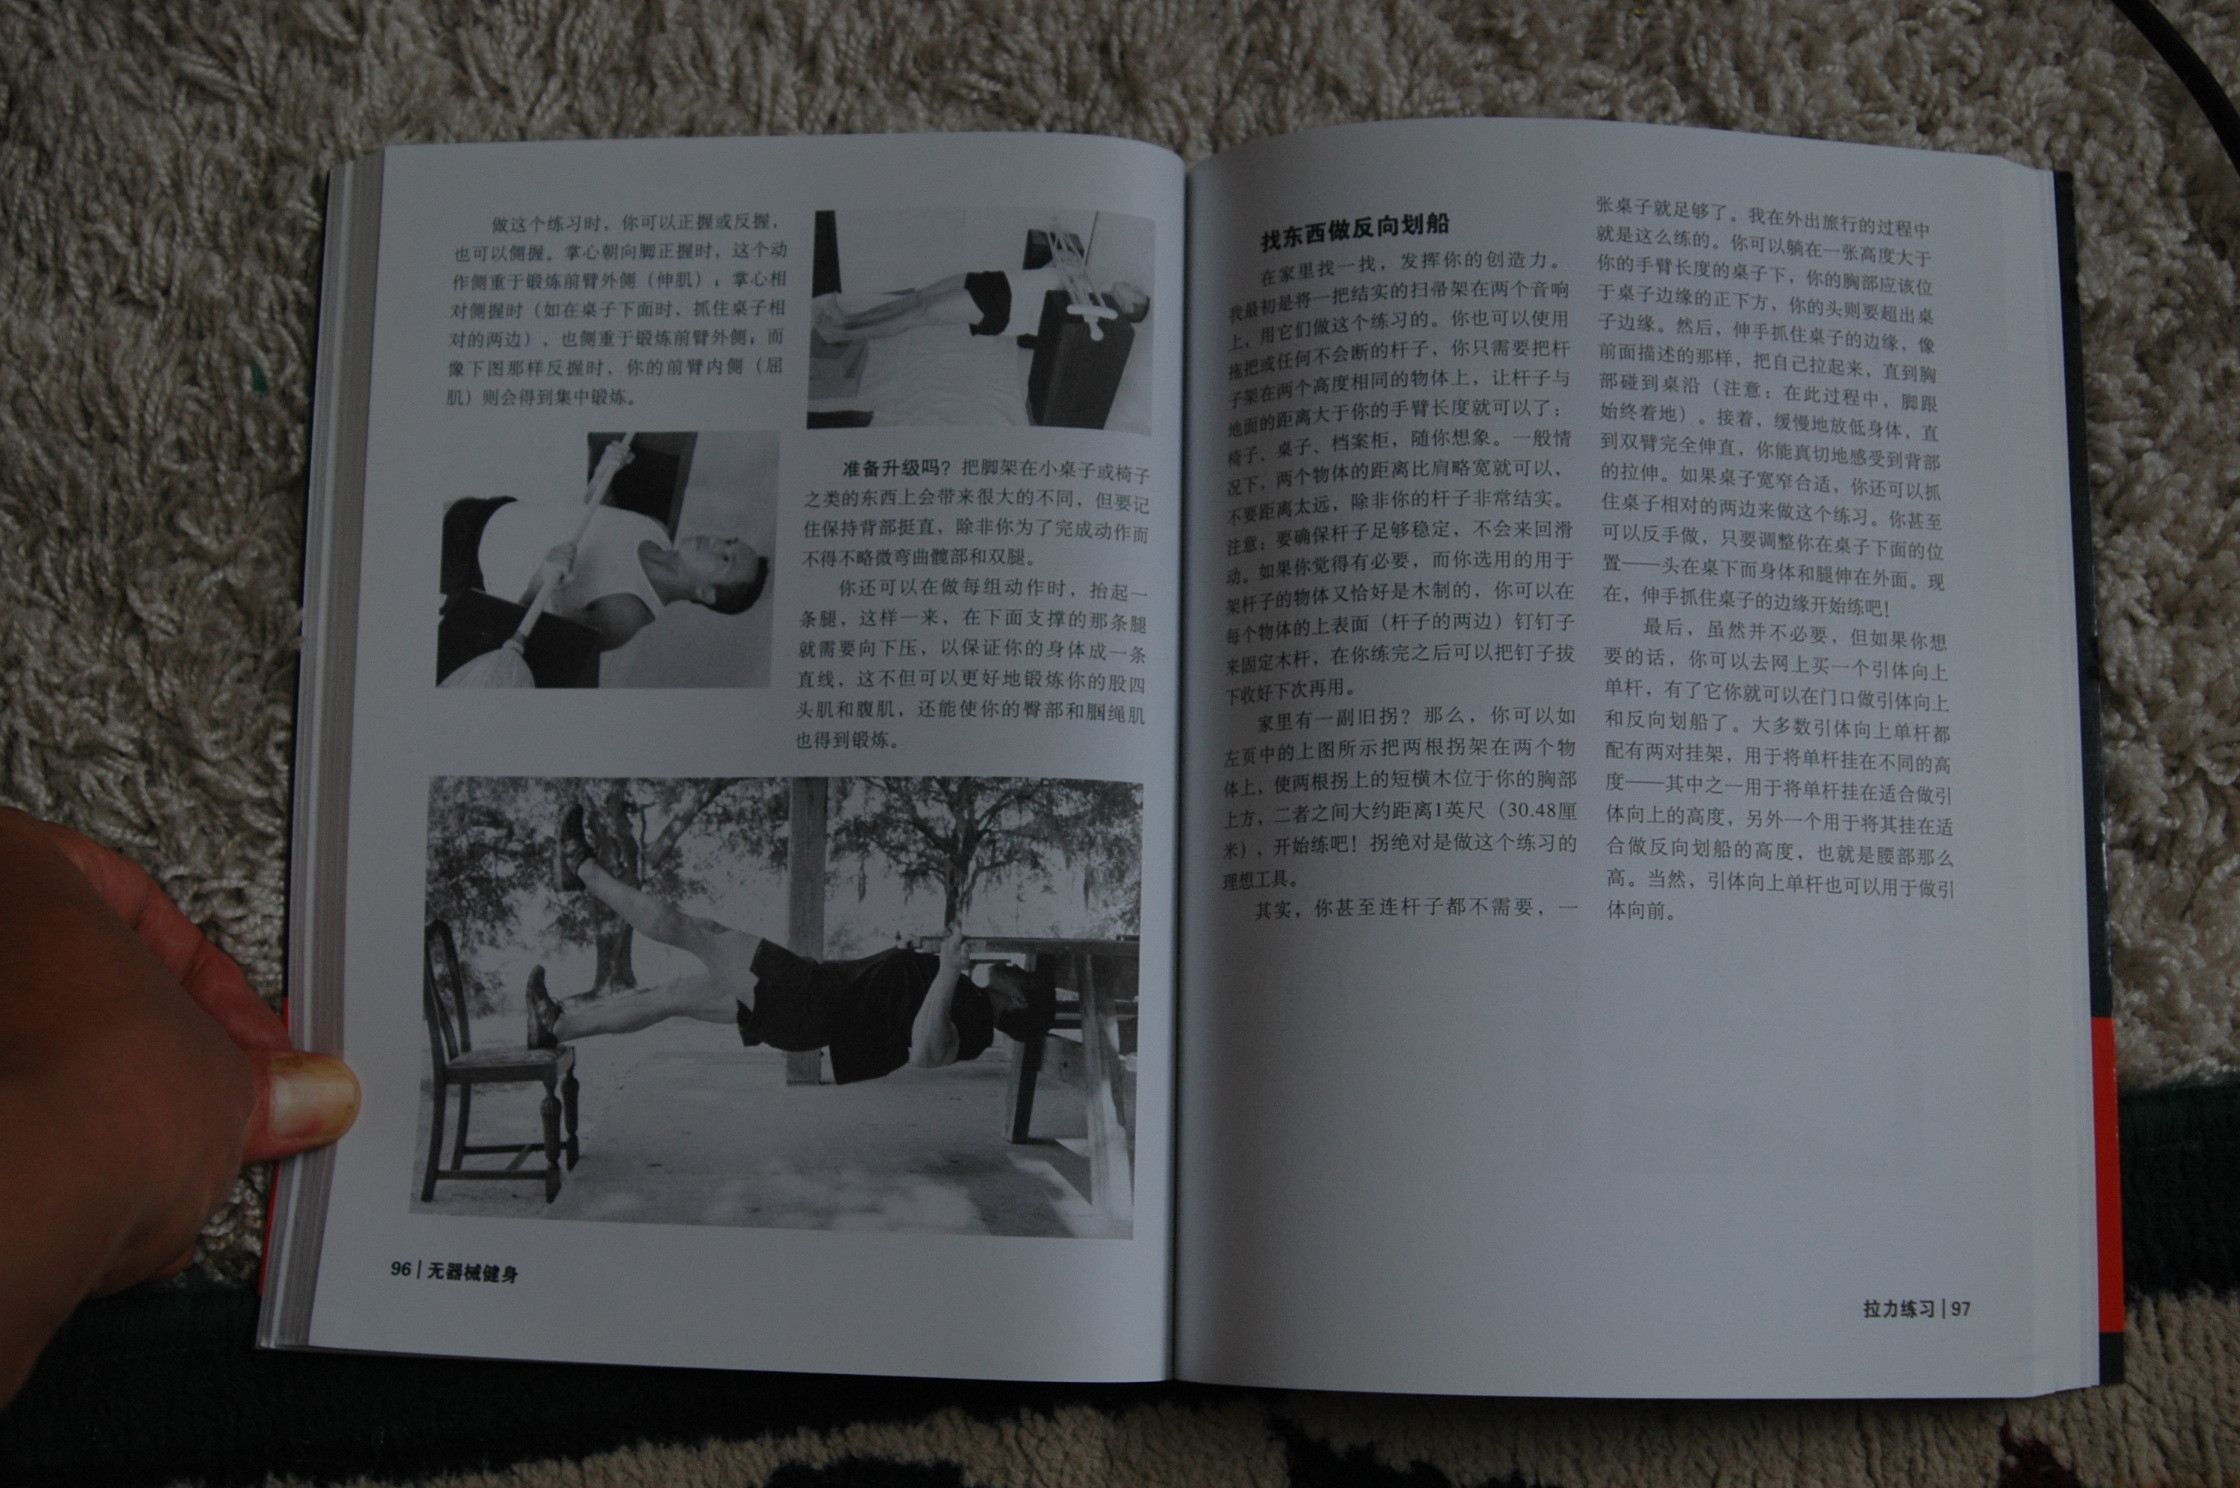 做这个练习时，你可以正握或反握，
也可以侧握。掌心朝向脚正握时，这个动
作侧重于锻炼前臂外侧（伸肌）；掌心相
对侧握时（如在桌子下面时，抓住桌子相
对的两边），也侧重于锻炼前臂外侧；而
像下图那样反握时，你的前臂内侧（屈
肌）则会得到集中锻炼。
准备升级吗？把脚架在小桌子或椅子
之类的东西上会带来很大的不同，但要记
住保持背部挺直，除非你为了完成动作而
不得不略微弯曲髋部和双腿。
你还可以在做每组动作时，抬起一
条腿，这样一来，在下面支撑的那条腿
就需要向下压，以保证你的身体成一条
直线，这不但可以更好地锻炼你的股四
头肌和腹肌，还能使你的臀部和腘绳肌
也得到锻炼。
96 | 无器械健身
找东西做反向划船
在家里找一找，发挥你的创造力。
我最初是将一把结实的扫帚架在两个音响
上，用它们做这个练习的。你也可以使用
拖把或任何不会断的杆子，你只需要把杆
子架在两个高度相同的物体上，让杆子与
地面的距离大于你的手臂长度就可以了：
椅子、桌子、档案柜，随你想象。一般情
况下，两个物体的距离比肩略宽就可以，
不要距离太远，除非你的杆子非常结实。
注意：要确保杆子足够稳定，不会来回滑
动。如果你觉得有必要，而你选用的用于
架杆子的物体又恰好是木制的，你可以在
每个物体的上表面（杆子的两边）钉钉子
来固定木杆，在你练完之后可以把钉子拔
下收好下次再用。
家里有一副旧拐？那么，你可以如
左页中的上图所示把两根拐架在两个物
体上，使两根拐上的短横木位于你的胸部
上方，二者之间大约距离1英尺（30.48厘
米），开始练吧！拐绝对是做这个练习的
理想工具。
其实，你甚至连杆子都不需要，一
张桌子就足够了。我在外出旅行的过程中
就是这么练的。你可以躺在一张高度大于
你的手臂长度的桌子下，你的胸部应该位
于桌子边缘的正下方，你的头则要超出桌
子边缘。然后，伸手抓住桌子的边缘，像
前面描述的那样，把自己拉起来，直到胸
部碰到桌沿（注意：在此过程中，脚跟
始终着地）。接着，缓慢地放低身体，直
到双臂完全伸直，你能真切地感受到背部
的拉伸。如果桌子宽窄合适，你还可以抓
住桌子相对的两边来做这个练习。你甚至
可以反手做，只要调整你在桌子下面的位
置——头在桌下而身体和腿伸在外面。现
在，伸手抓住桌子的边缘开始练吧！
最后，虽然并不必要，但如果你想
要的话，你可以去网上买一个引体向上
单杆，有了它你就可以在门口做引体向上
和反向划船了。大多数引体向上单杆都
配有两对挂架，用于将单杆挂在不同的高
度——其中之一用于将单杆挂在适合做引
体向上的高度，另外一个用于将其挂在适
合做反向划船的高度，也就是腰部那么
高。当然，引体向上单杆也可以用于做引
体向前。
拉力练习 | 97